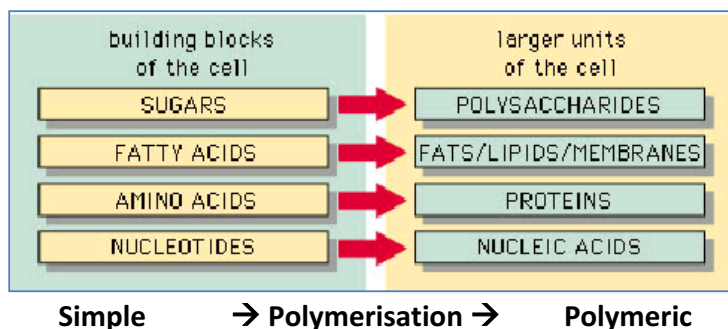 building blocks
of the cell
larger units
of the cell
SUGARS
POLYSACCHARIDES
FATTY ACIDS
FATS/LIPIDS/MEMBRANES
AMINO ACIDS
PROTEINS
NUCLEOTIDES
NUCLEIC ACIDS
Simple → Polymerisation → Polymeric